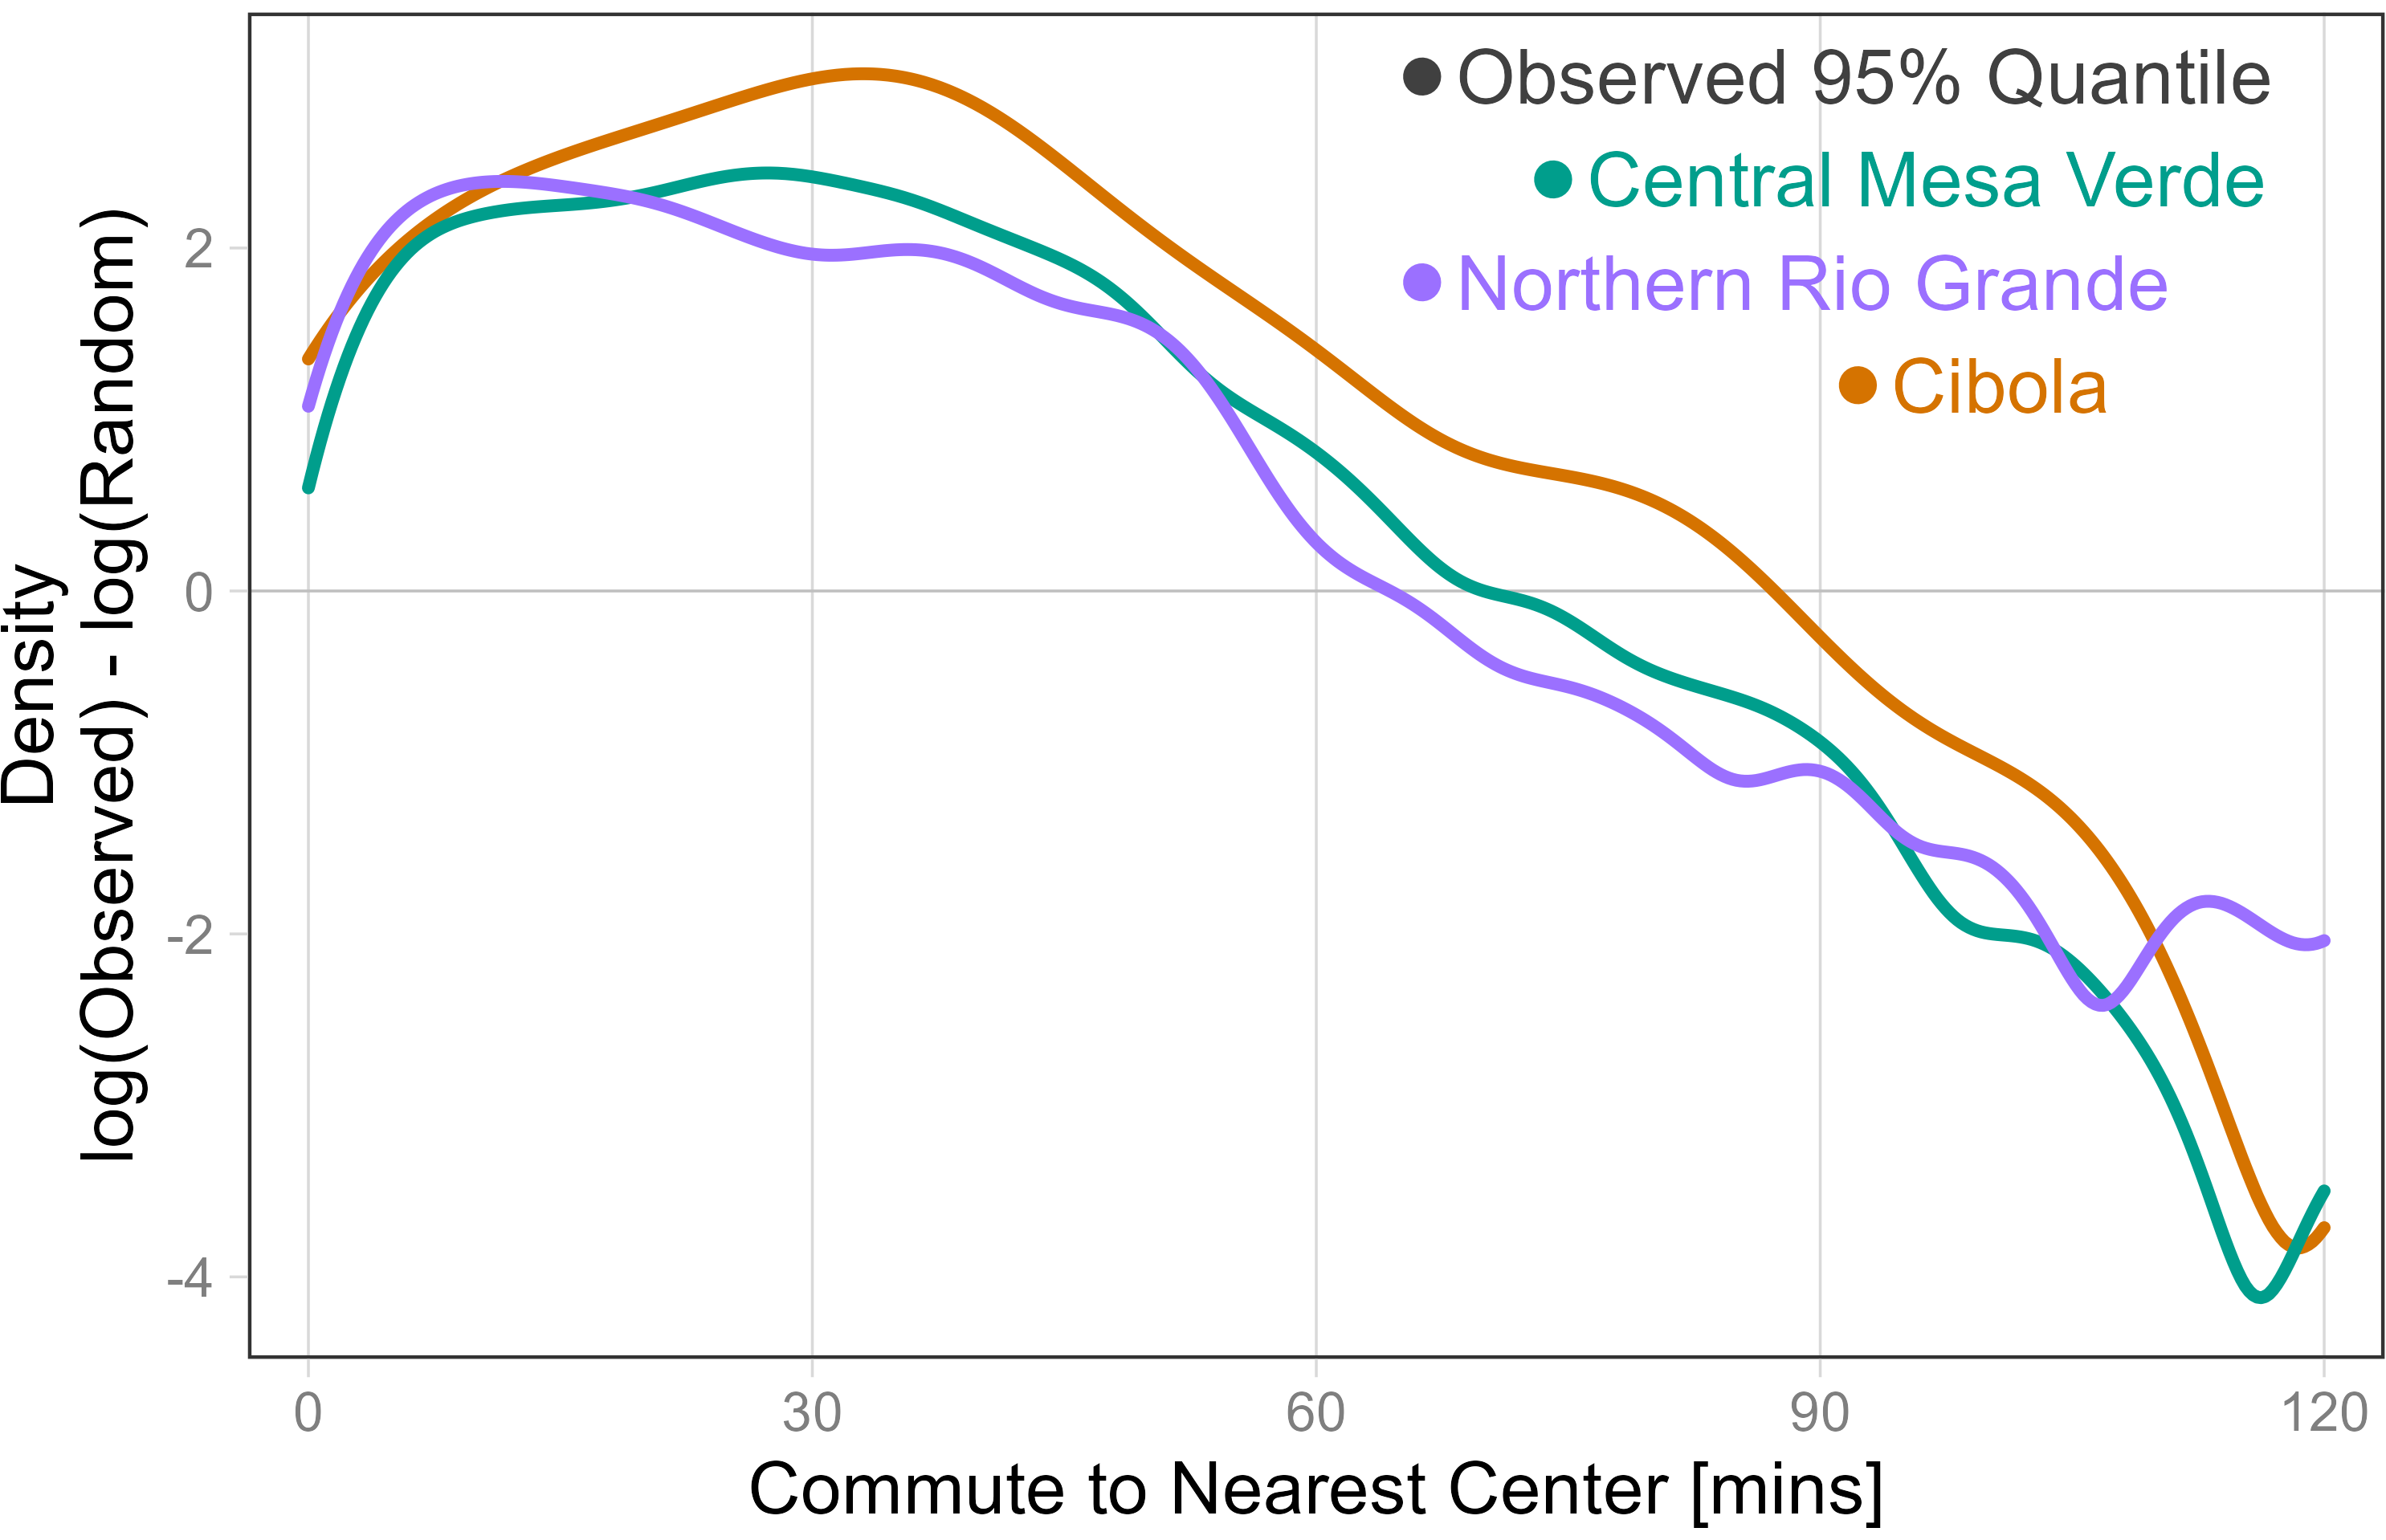 Density
log(Observed) - log(Random)
2
0
-2
-4
Observed 95% Quantile
Central Mesa Verde
Northern Rio Grande
Cibola
0 30 60 90 120
Commute to Nearest Center [mins]